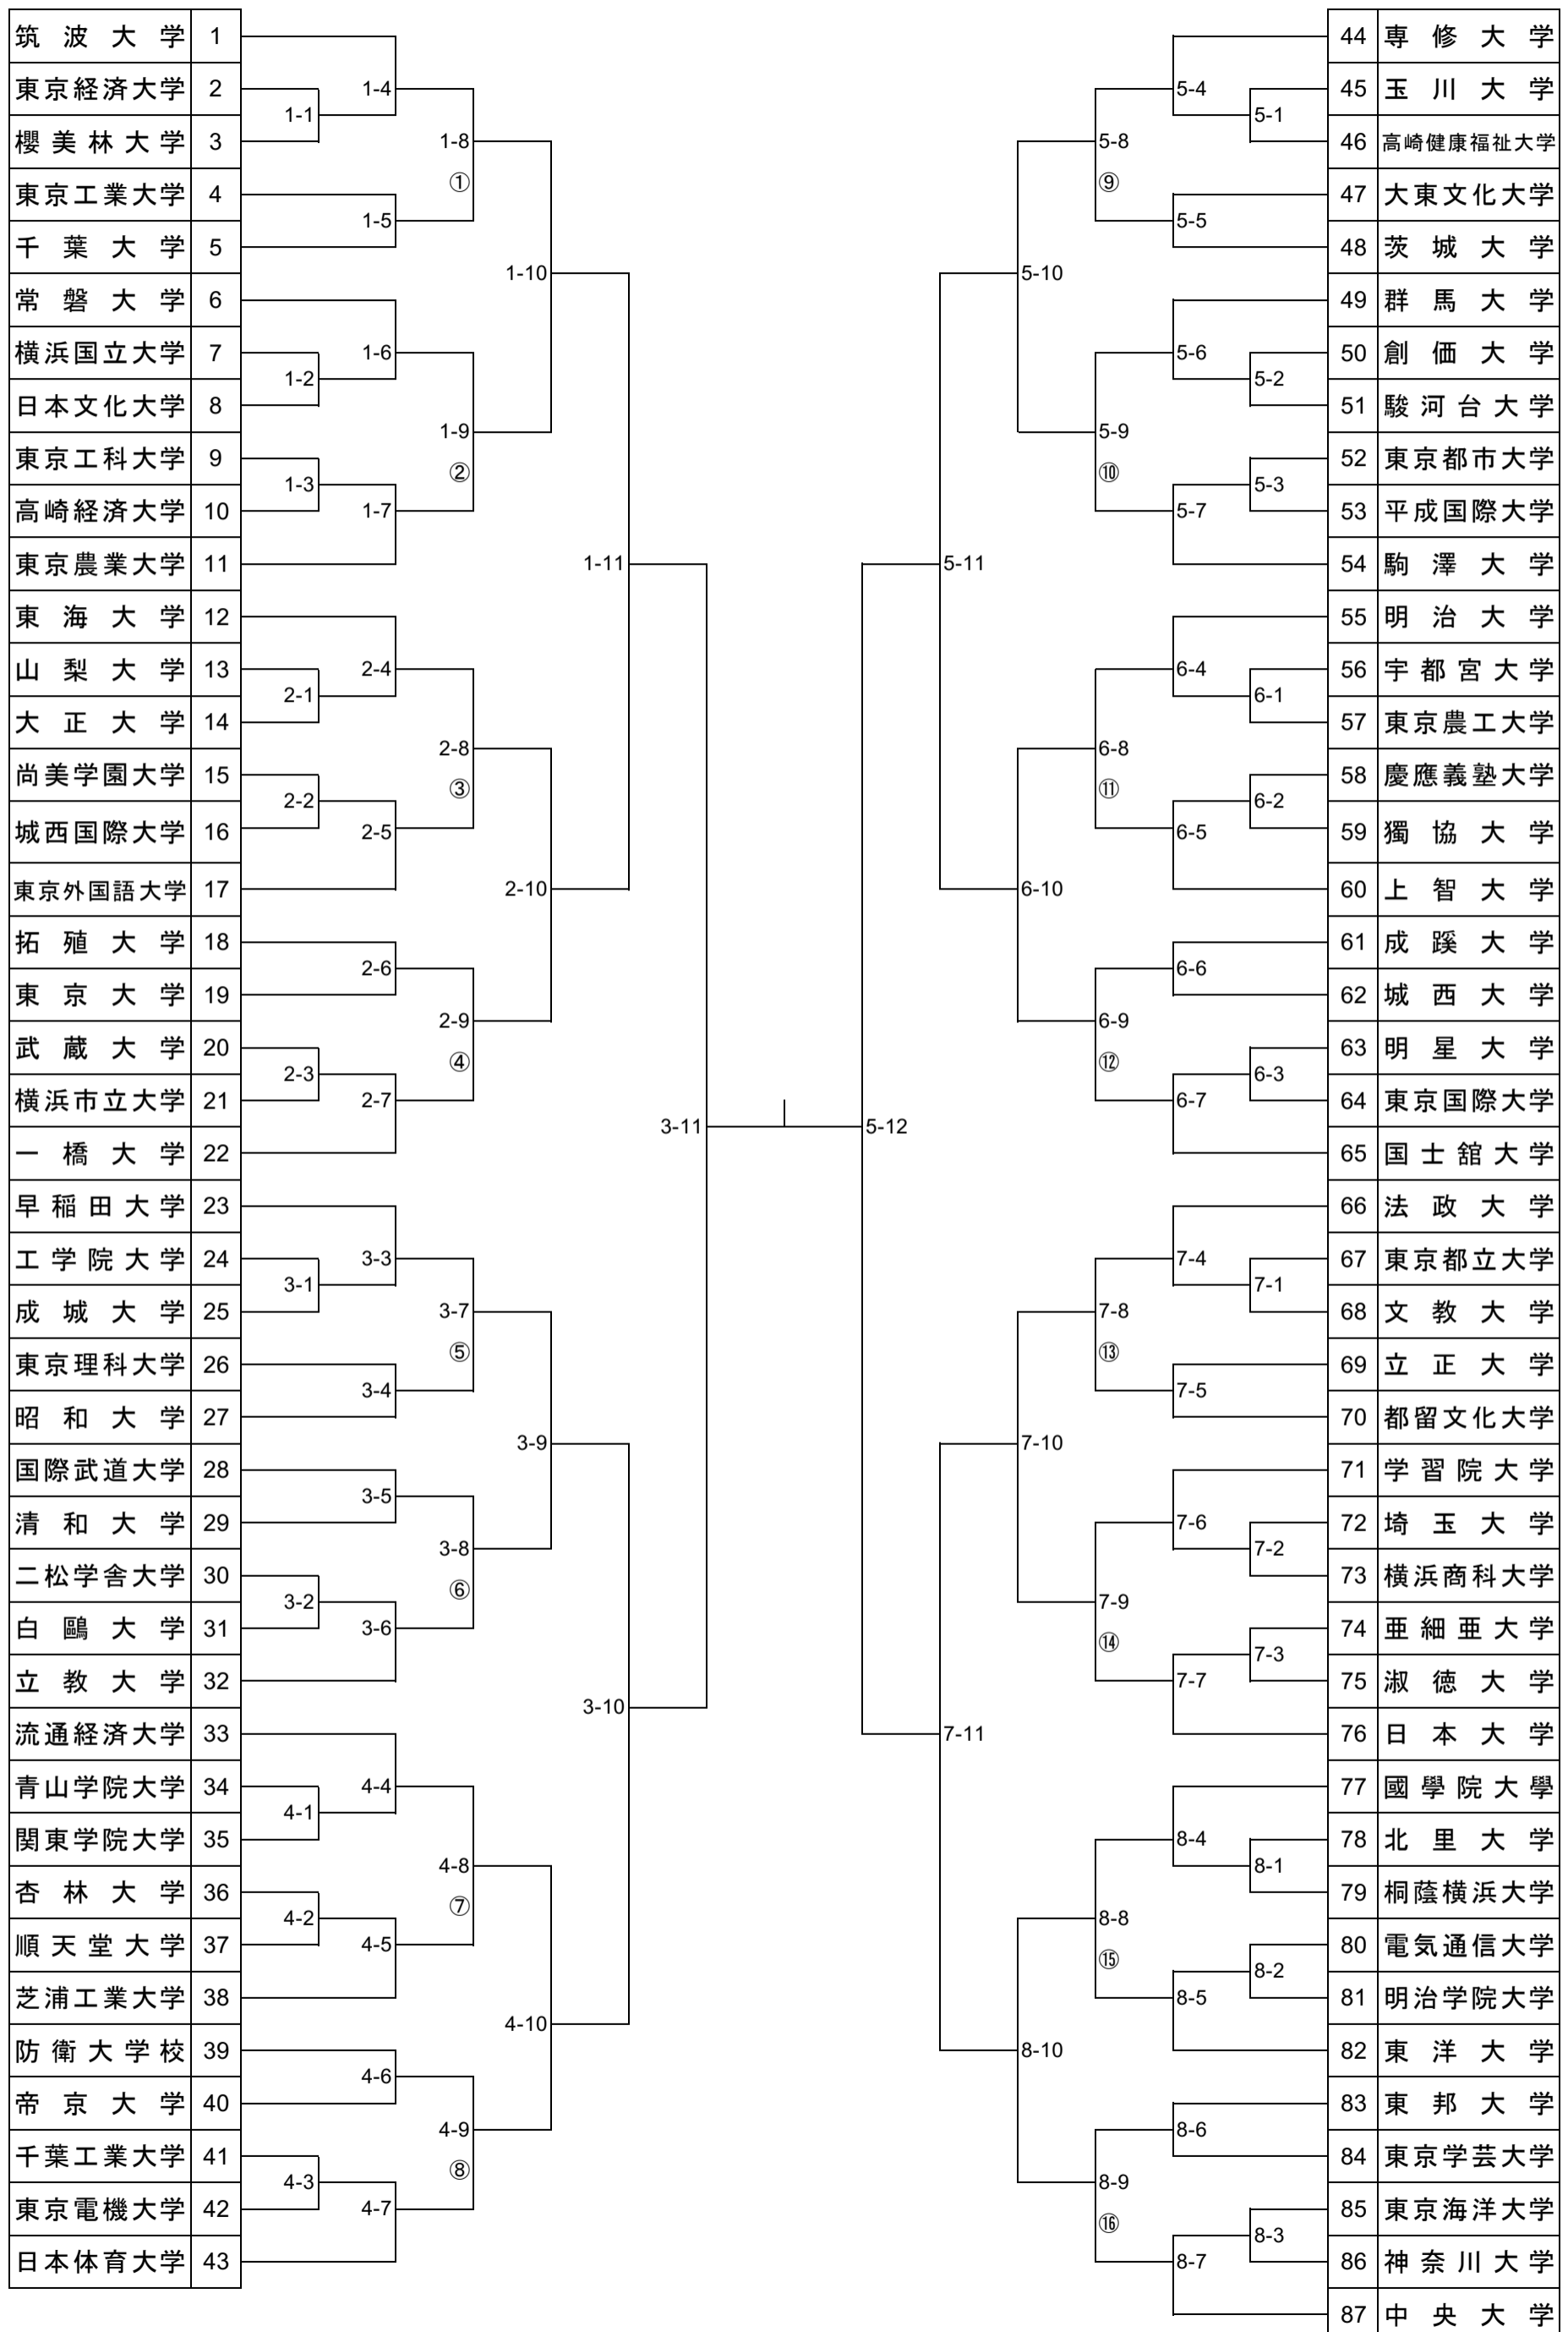 筑波大学 1
東京経済大学 2
櫻美林大学 3
東京工業大学 4
千葉大学 5
常磐大学 6
横浜国立大学 7
日本文化大学 8
東京工科大学 9
高崎経済大学 10
東京農業大学 11
東海大学 12
山梨大学 13
大正大学 14
尚美学園大学 15
城西国際大学 16
東京外国語大学 17
拓殖大学 18
東京大学 19
武蔵大学 20
横浜市立大学 21
一橋大学 22
早稲田大学 23
工学院大学 24
成城大学 25
東京理科大学 26
昭和大学 27
国際武道大学 28
清和大学 29
二松学舎大学 30
白鷗大学 31
立教大学 32
流通経済大学 33
青山学院大学 34
関東学院大学 35
杏林大学 36
順天堂大学 37
芝浦工業大学 38
防衛大学校 39
帝京大学 40
千葉工業大学 41
東京電機大学 42
日本体育大学 43
1-1
1-2
1-3
2-1
2-2
2-3
3-1
3-2
4-1
4-2
4-3
1-4
1-5
1-6
1-7
2-4
2-5
2-6
2-7
3-3
3-4
3-5
3-6
4-4
4-5
4-6
4-7
1-8
①
1-9
②
2-8
③
2-9
④
3-7
⑤
3-8
⑥
4-8
⑦
4-9
⑧
1-10
2-10
3-9
4-10
1-11
3-10
3-11
5-12
5-11
7-11
5-10
6-10
7-10
8-10
5-8
⑨
5-9
⑩
6-8
⑪
6-9
⑫
7-8
⑬
7-9
⑭
8-8
⑮
8-9
⑯
5-4
5-5
5-6
5-7
6-4
6-5
6-6
6-7
7-4
7-5
7-6
7-7
8-4
8-5
8-6
8-7
5-1
5-2
5-3
6-1
6-2
6-3
7-1
7-2
7-3
8-1
8-2
8-3
44 専修大学
45 玉川大学
46 高崎健康福祉大学
47 大東文化大学
48 茨城大学
49 群馬大学
50 創価大学
51 駿河台大学
52 東京都市大学
53 平成国際大学
54 駒澤大学
55 明治大学
56 宇都宮大学
57 東京農工大学
58 慶應義塾大学
59 獨協大学
60 上智大学
61 成蹊大学
62 城西大学
63 明星大学
64 東京国際大学
65 国士舘大学
66 法政大学
67 東京都立大学
68 文教大学
69 立正大学
70 都留文化大学
71 学習院大学
72 埼玉大学
73 横浜商科大学
74 亜細亜大学
75 淑徳大学
76 日本大学
77 國學院大學
78 北里大学
79 桐蔭横浜大学
80 電気通信大学
81 明治学院大学
82 東洋大学
83 東邦大学
84 東京学芸大学
85 東京海洋大学
86 神奈川大学
87 中央大学